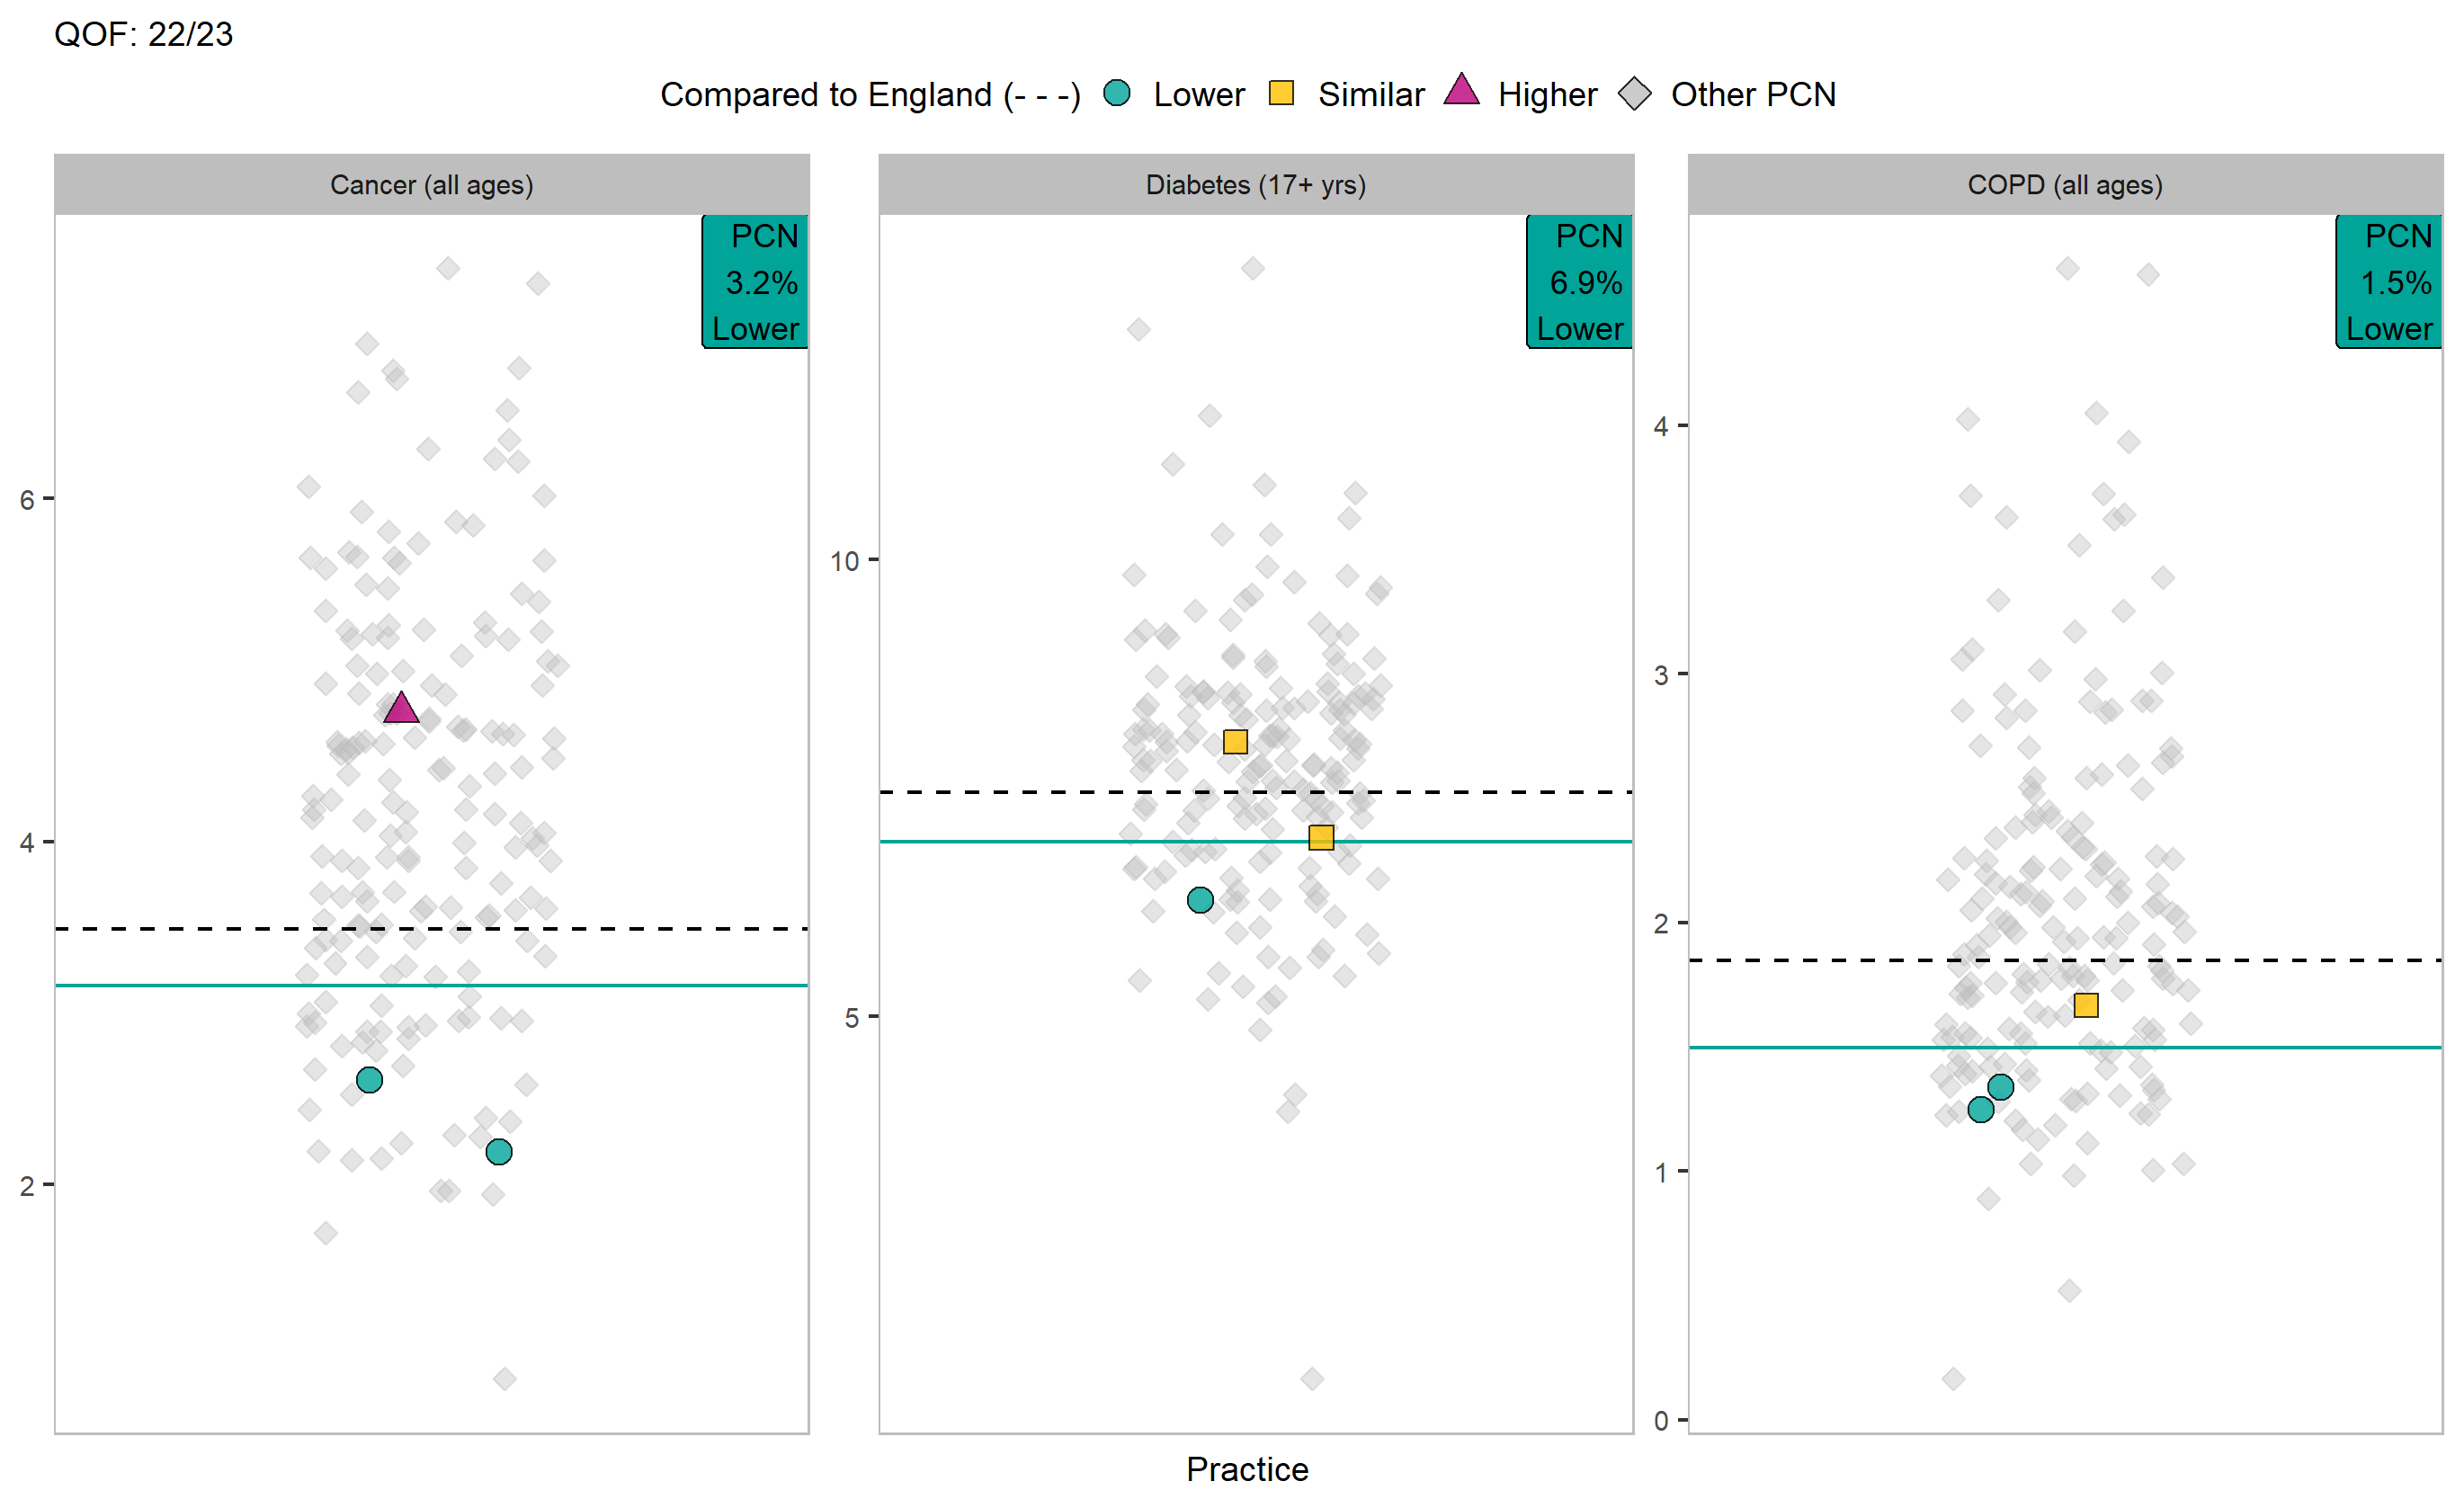 QOF: 22/23
Compared to England (- - -) Lower Similar Higher Other PCN
Cancer (all ages)
PCN
3.2%
Lower
6
4
2
Diabetes (17+ yrs)
PCN
6.9%
Lower
10
5
COPD (all ages)
PCN
1.5%
Lower
4
3
2
1
0
Practice